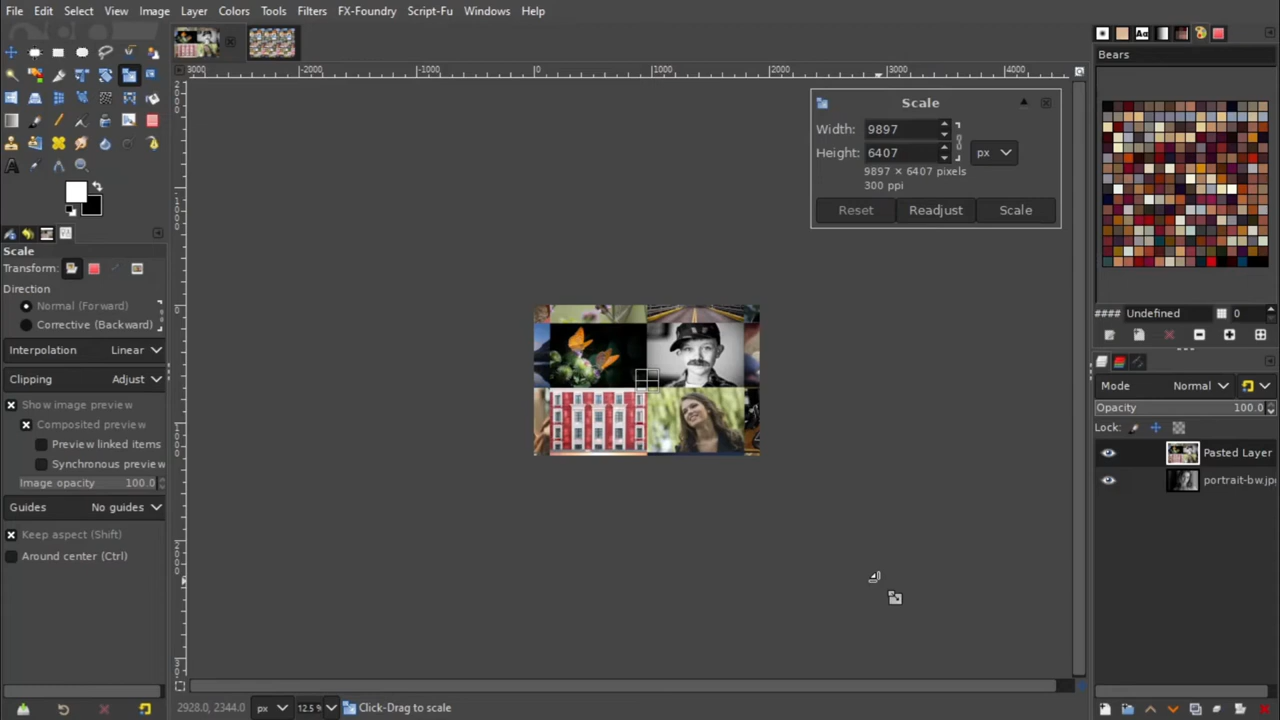 File Edit Select View Image Layer Colors Tools Filters FX-Foundry Script-Fu Windows Help
-2000 -1000 0 1000 2000 3000 4000
Bears
Scale
Width: 9897
Height: 6407 px
9897 × 6407 pixels
300 ppi
Reset Readjust Scale
Scale
Transform:
Direction
Normal (Forward)
Corrective (Backward)
Interpolation Linear
Clipping Adjust
Show image preview
Composited preview
Preview linked items
Synchronous preview
Image opacity 100.0
Guides No guides
Keep aspect (Shift)
Around center (Ctrl)
#### Undefined 0
Mode Normal
Opacity 100.0
Lock:
Pasted Layer
portrait-bw.jpg
2928.0, 2344.0 px 12.5 % Click-Drag to scale